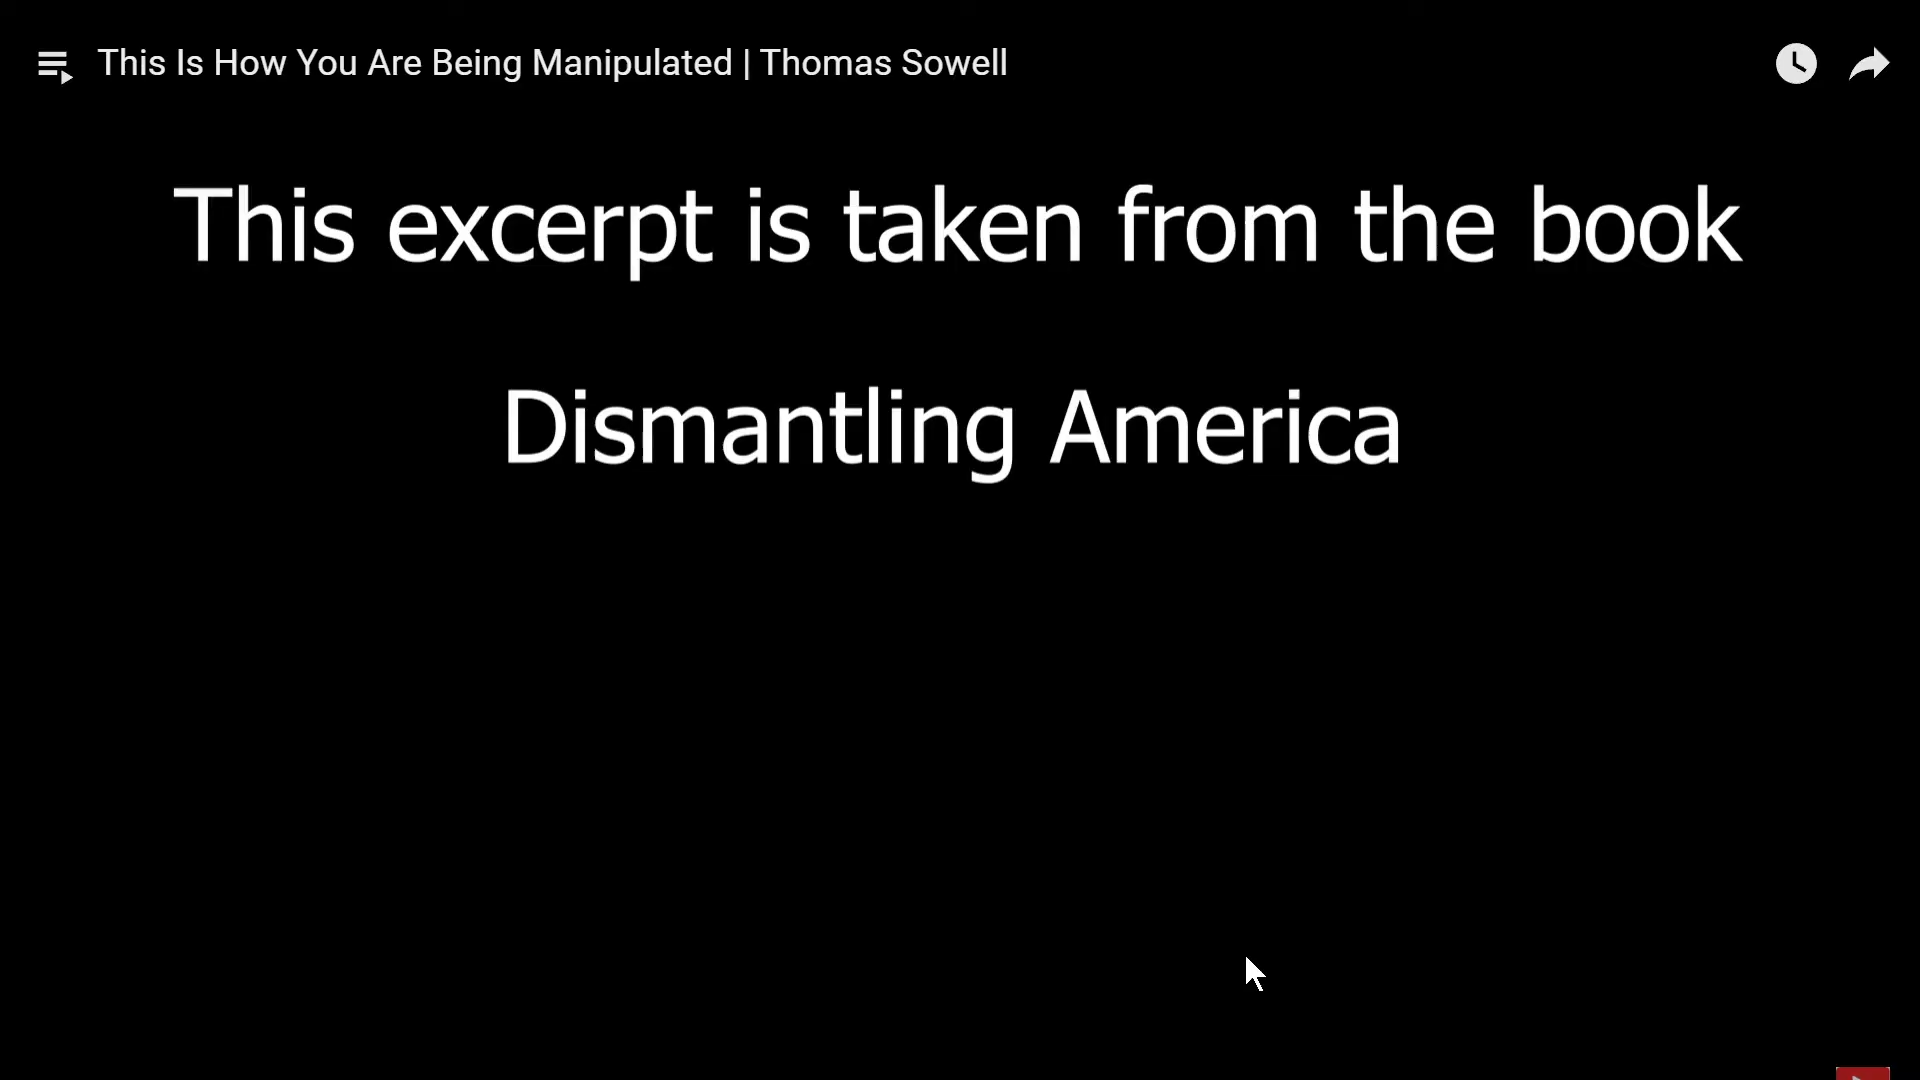 This Is How You Are Being Manipulated | Thomas Sowell
This excerpt is taken from the book
Dismantling America